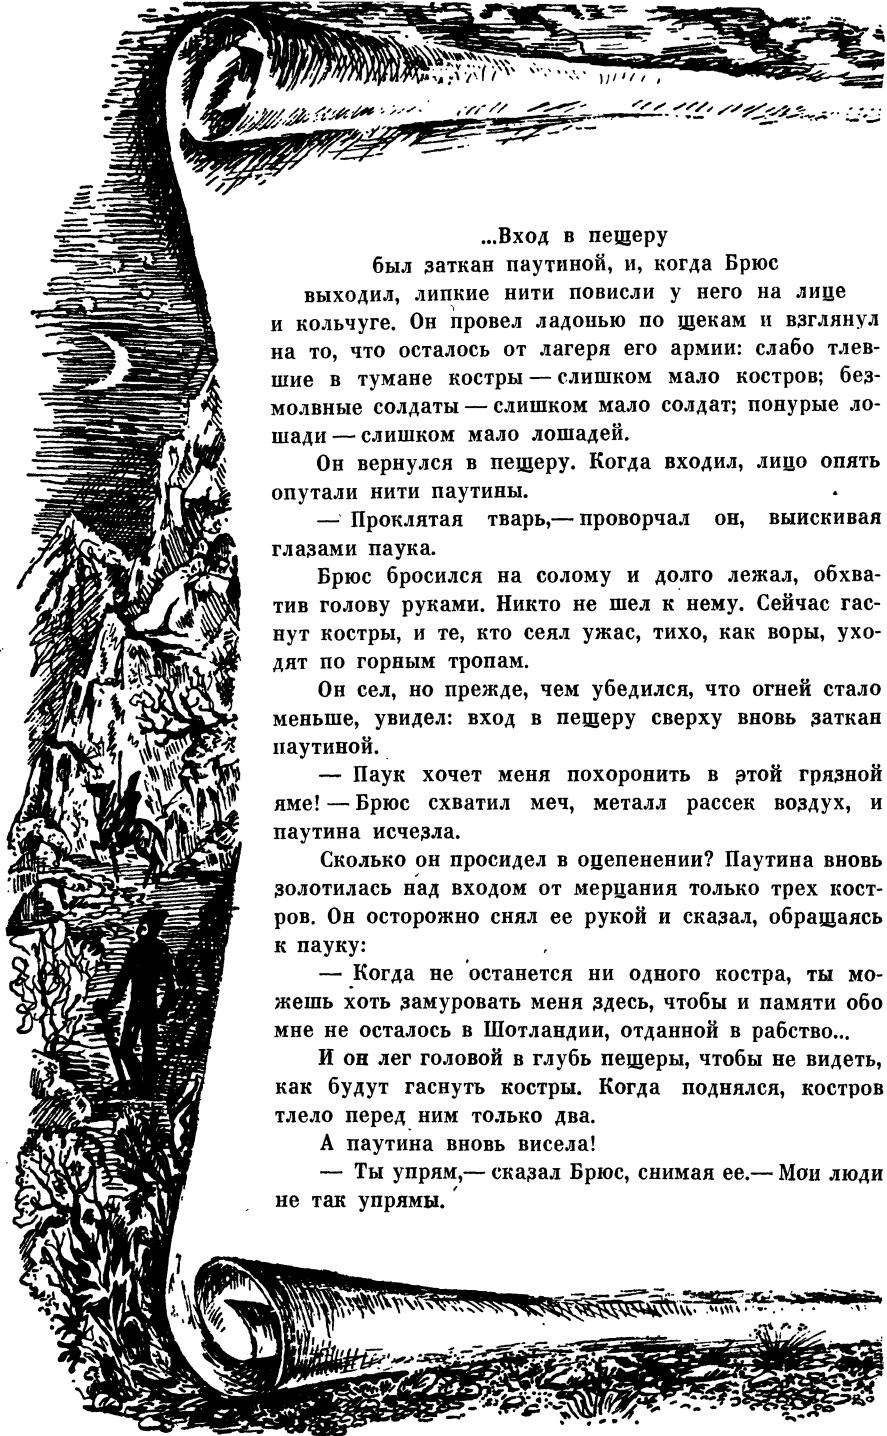 ...Вход в пещеру
был заткан паутиной, и, когда Брюс
выходил, липкие нити повисли у него на лице
и кольчуге. Он провел ладонью по щекам и взглянул
на то, что осталось от лагеря его армии: слабо тлев-
шие в тумане костры — слишком мало костров; без-
молвные солдаты — слишком мало солдат; понурые ло-
шади — слишком мало лошадей.
Он вернулся в пещеру. Когда входил, лицо опять
опутали нити паутины.
— Проклятая тварь,— проворчал он, выискивая
глазами паука.
Брюс бросился на солому и долго лежал, обхва-
тив голову руками. Никто не шел к нему. Сейчас гас-
нут костры, и те, кто сеял ужас, тихо, как воры, ухо-
дят по горным тропам.
Он сел, но прежде, чем убедился, что огней стало
меньше, увидел: вход в пещеру сверху вновь заткан
паутиной.
— Паук хочет меня похоронить в этой грязной
яме! — Брюс схватил меч, металл рассек воздух, и
паутина исчезла.
Сколько он просидел в оцепенении? Паутина вновь
золотилась над входом от мерцания только трех кост-
ров. Он осторожно снял ее рукой и сказал, обращаясь
к пауку:
— Когда не останется ни одного костра, ты мо-
жешь хоть замуровать меня здесь, чтобы и памяти обо
мне не осталось в Шотландии, отданной в рабство...
И он лег головой в глубь пещеры, чтобы не видеть,
как будут гаснуть костры. Когда поднялся, костров
тлело перед ним только два.
А паутина вновь висела!
— Ты упрям,— сказал Брюс, снимая ее.— Мои люди
не так упрямы.